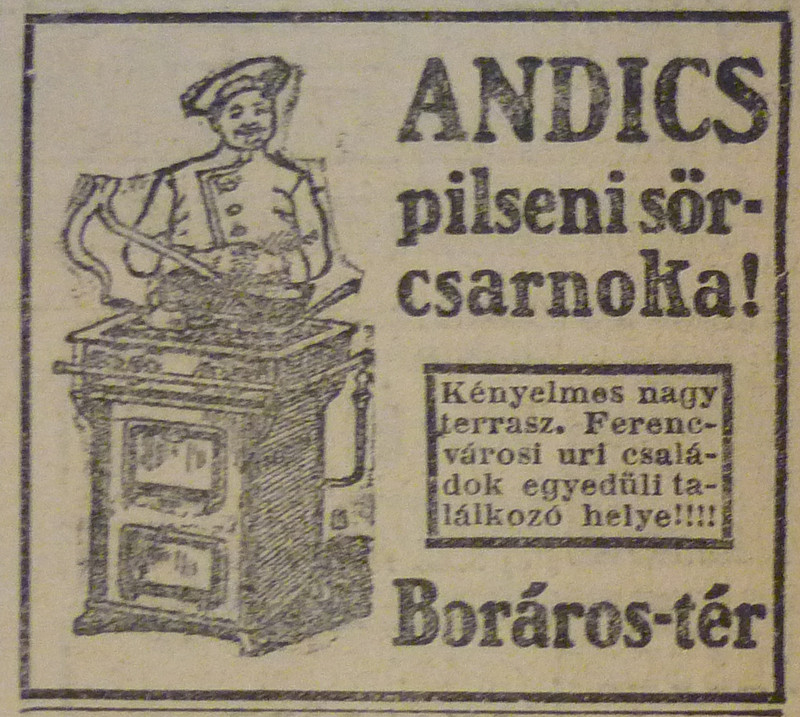 ANDICS
pilseni sör-
csarnoka!
Kényelmes nagy
terrasz. Ferenc-
városi uri csalá-
dok egyedüli ta-
lálkozó helye!!!!
Boráros-tér